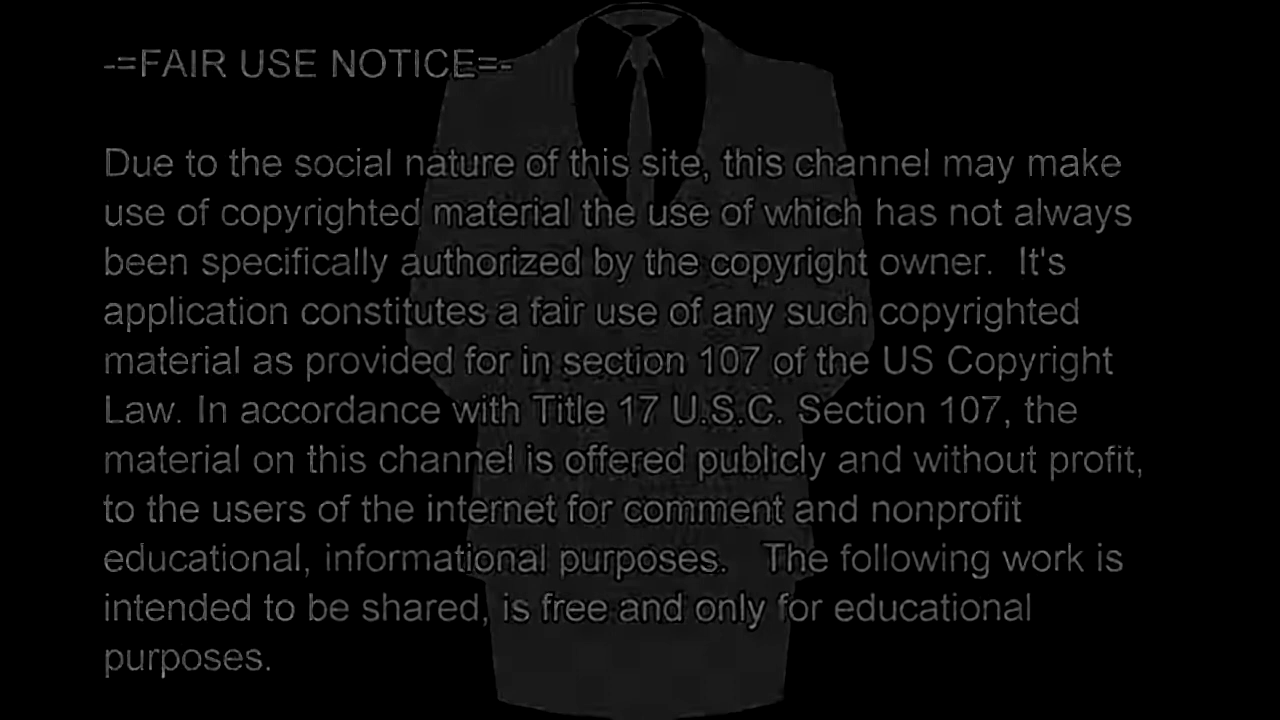 -=FAIR USE NOTICE=-
Due to the social nature of this site, this channel may make
use of copyrighted material the use of which has not always
been specifically authorized by the copyright owner.  It's
application constitutes a fair use of any such copyrighted
material as provided for in section 107 of the US Copyright
Law. In accordance with Title 17 U.S.C. Section 107, the
material on this channel is offered publicly and without profit,
to the users of the internet for comment and nonprofit
educational, informational purposes.   The following work is
intended to be shared, is free and only for educational
purposes.